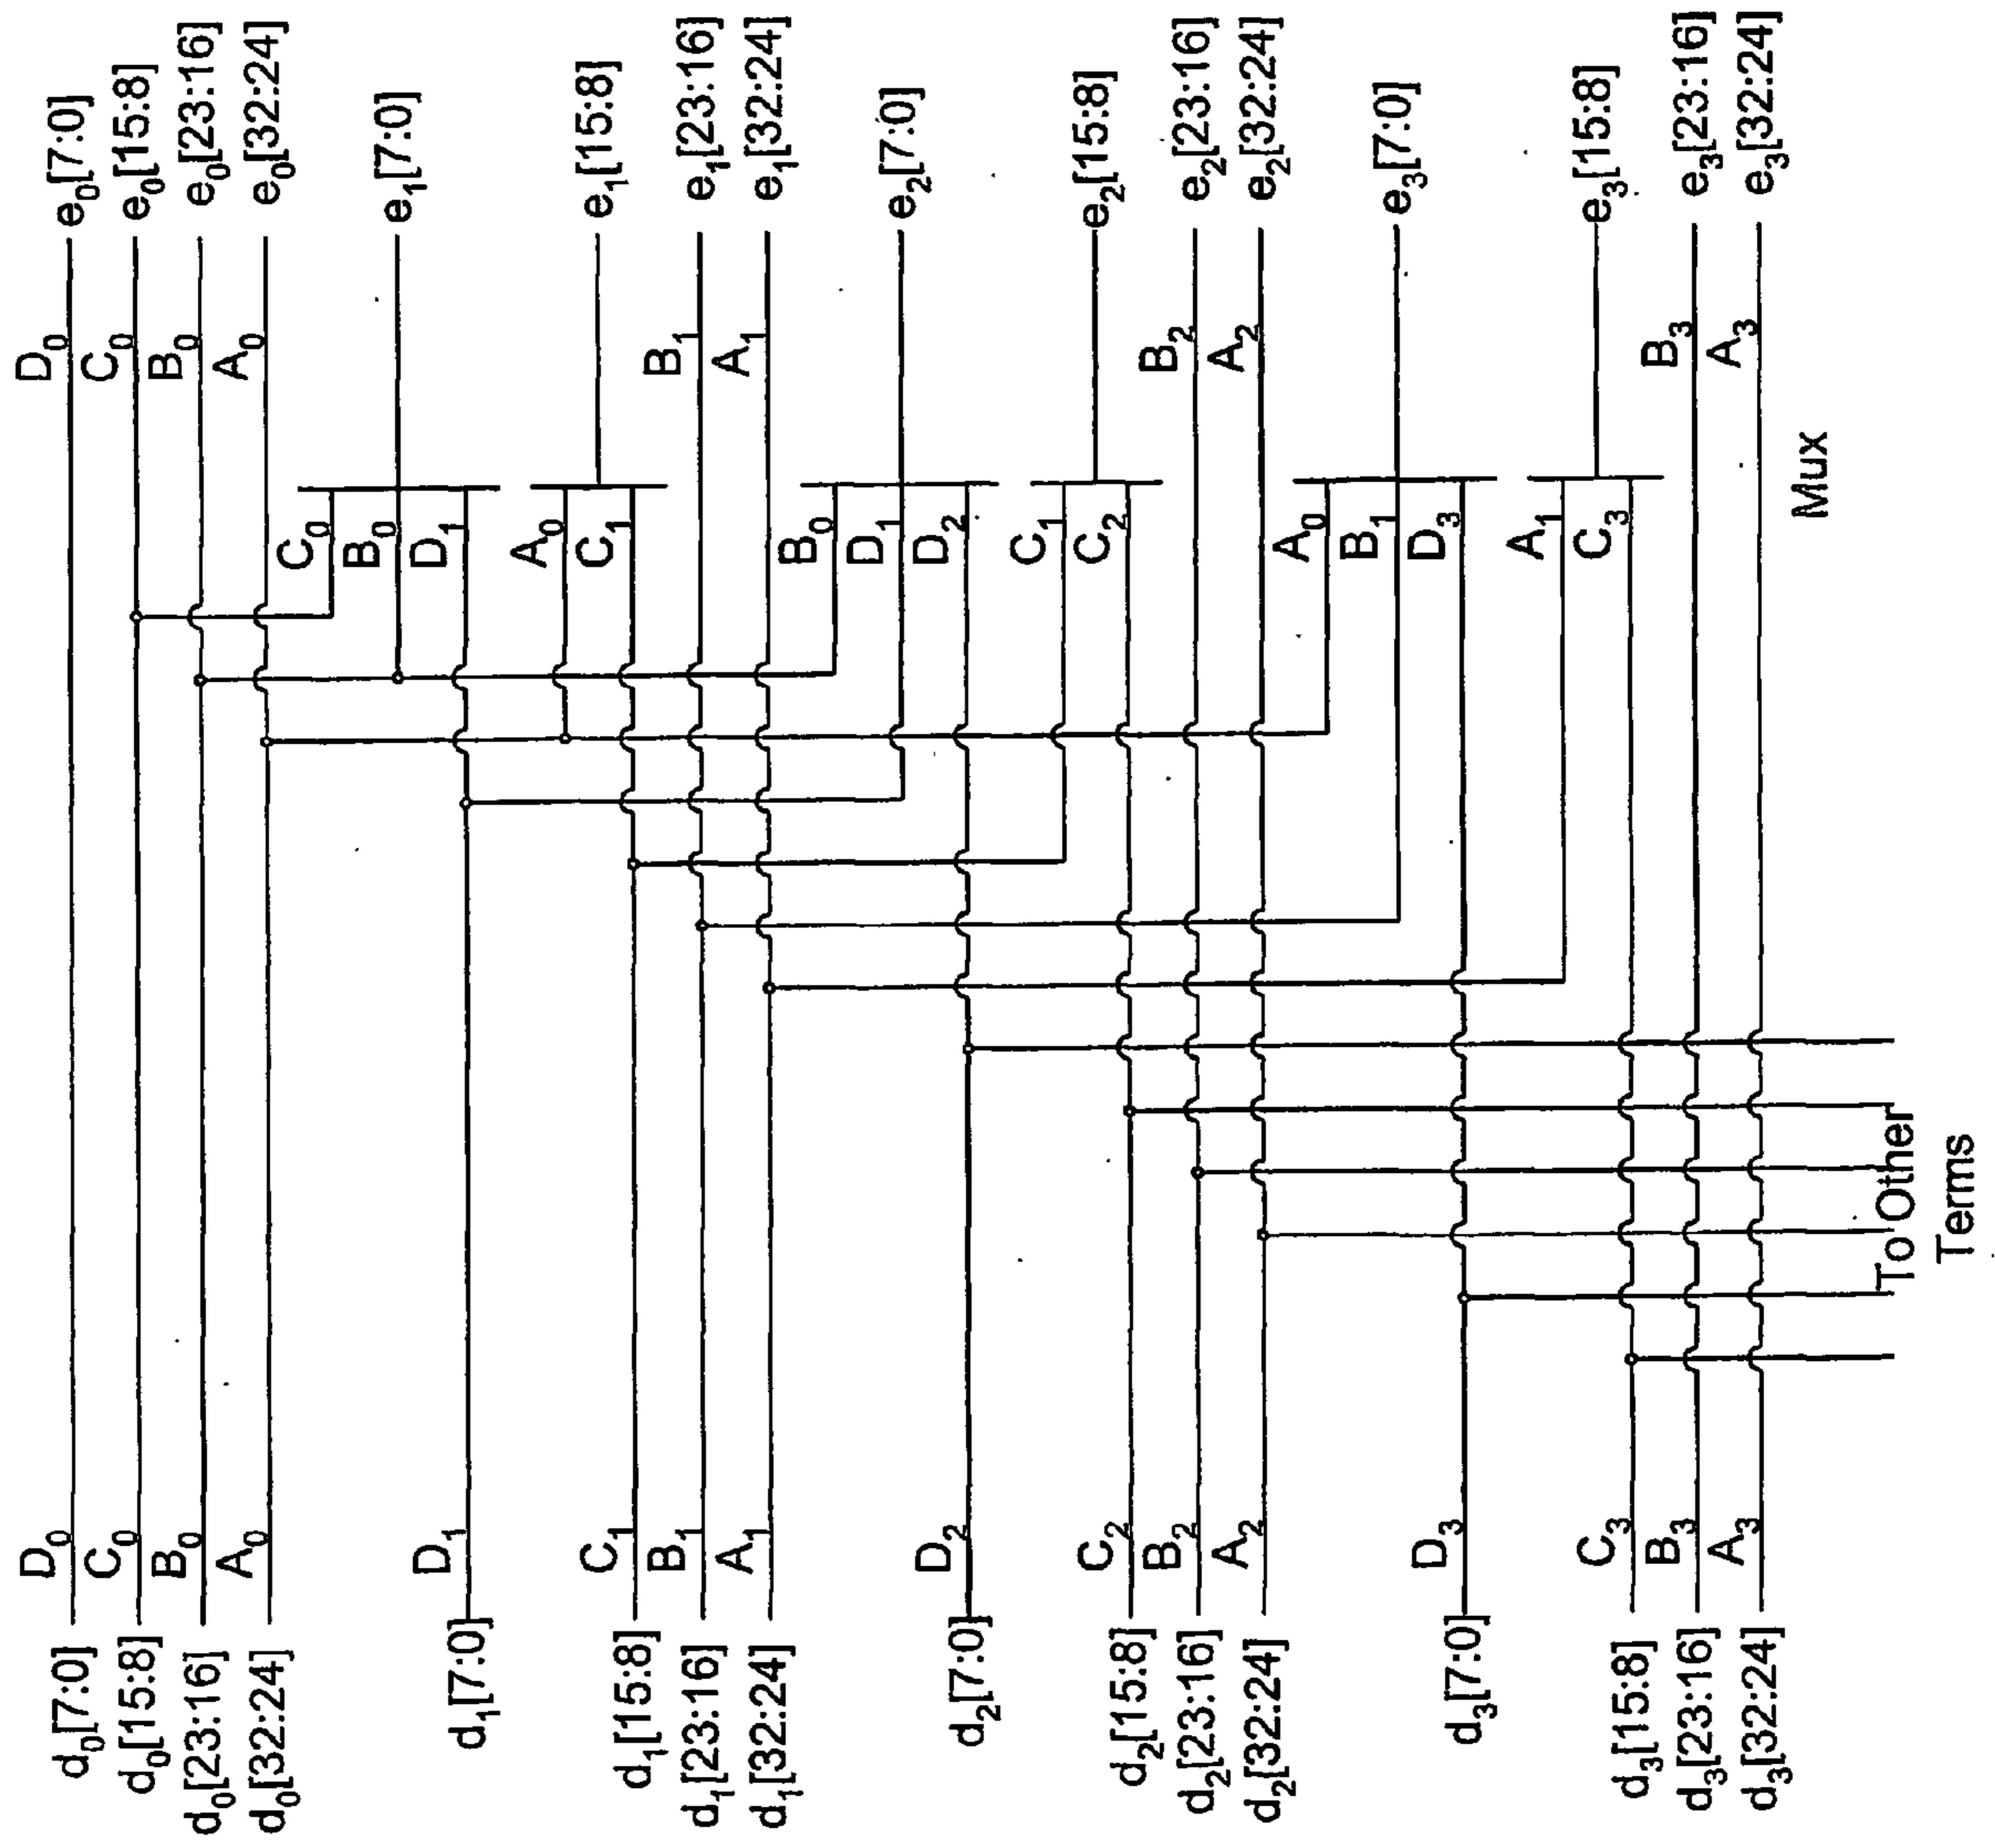 d₀[7:0] D₀ D₀ e₀[7:0]
d₀[15:8] C₀ C₀ e₀[15:8]
d₀[23:16] B₀ B₀ e₀[23:16]
d₀[32:24] A₀ A₀ e₀[32:24]
C₀
B₀ e₁[7:0]
d₁[7:0] D₁ D₁
A₀
e₁[15:8]
d₁[15:8] C₁ C₁
d₁[23:16] B₁ B₁ e₁[23:16]
d₁[32:24] A₁ A₁ e₁[32:24]
B₀
D₁ e₂[7:0]
d₂[7:0] D₂ D₂
C₁
e₂[15:8]
d₂[15:8] C₂ C₂
d₂[23:16] B₂ B₂ e₂[23:16]
d₂[32:24] A₂ A₂ e₂[32:24]
A₀
B₁ e₃[7:0]
d₃[7:0] D₃ D₃
A₁
e₃[15:8]
d₃[15:8] C₃ C₃
d₃[23:16] B₃ B₃ e₃[23:16]
d₃[32:24] A₃ A₃ e₃[32:24]
Mux
To Other
Terms